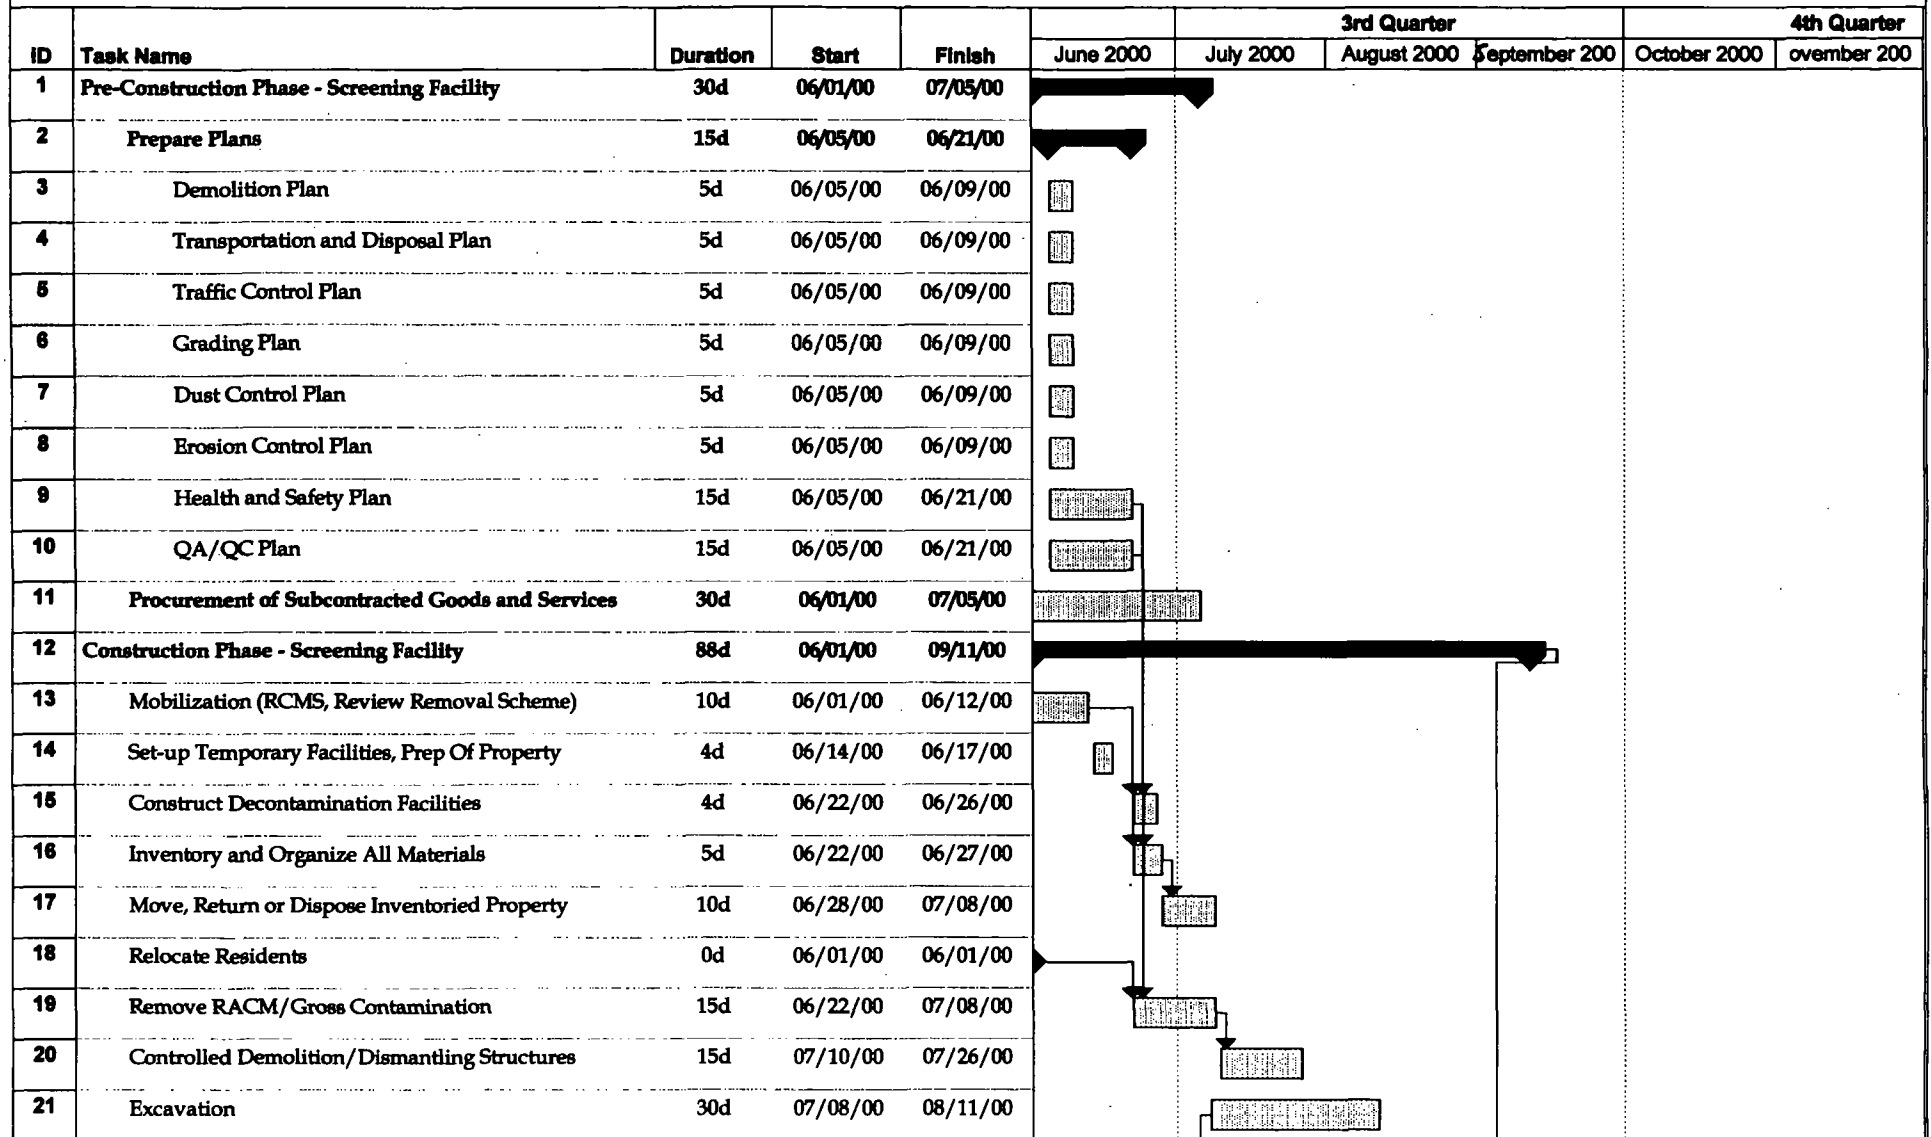 3rd Quarter 4th Quarter
ID Task Name Duration Start Finish June 2000 July 2000 August 2000 September 200 October 2000 ovember 200
1 Pre-Construction Phase - Screening Facility 30d 06/01/00 07/05/00
2 Prepare Plans 15d 06/05/00 06/21/00
3 Demolition Plan 5d 06/05/00 06/09/00
4 Transportation and Disposal Plan 5d 06/05/00 06/09/00
5 Traffic Control Plan 5d 06/05/00 06/09/00
6 Grading Plan 5d 06/05/00 06/09/00
7 Dust Control Plan 5d 06/05/00 06/09/00
8 Erosion Control Plan 5d 06/05/00 06/09/00
9 Health and Safety Plan 15d 06/05/00 06/21/00
10 QA/QC Plan 15d 06/05/00 06/21/00
11 Procurement of Subcontracted Goods and Services 30d 06/01/00 07/05/00
12 Construction Phase - Screening Facility 88d 06/01/00 09/11/00
13 Mobilization (RCMS, Review Removal Scheme) 10d 06/01/00 06/12/00
14 Set-up Temporary Facilities, Prep Of Property 4d 06/14/00 06/17/00
15 Construct Decontamination Facilities 4d 06/22/00 06/26/00
16 Inventory and Organize All Materials 5d 06/22/00 06/27/00
17 Move, Return or Dispose Inventoried Property 10d 06/28/00 07/08/00
18 Relocate Residents 0d 06/01/00 06/01/00
19 Remove RACM/Gross Contamination 15d 06/22/00 07/08/00
20 Controlled Demolition/Dismantling Structures 15d 07/10/00 07/26/00
21 Excavation 30d 07/08/00 08/11/00